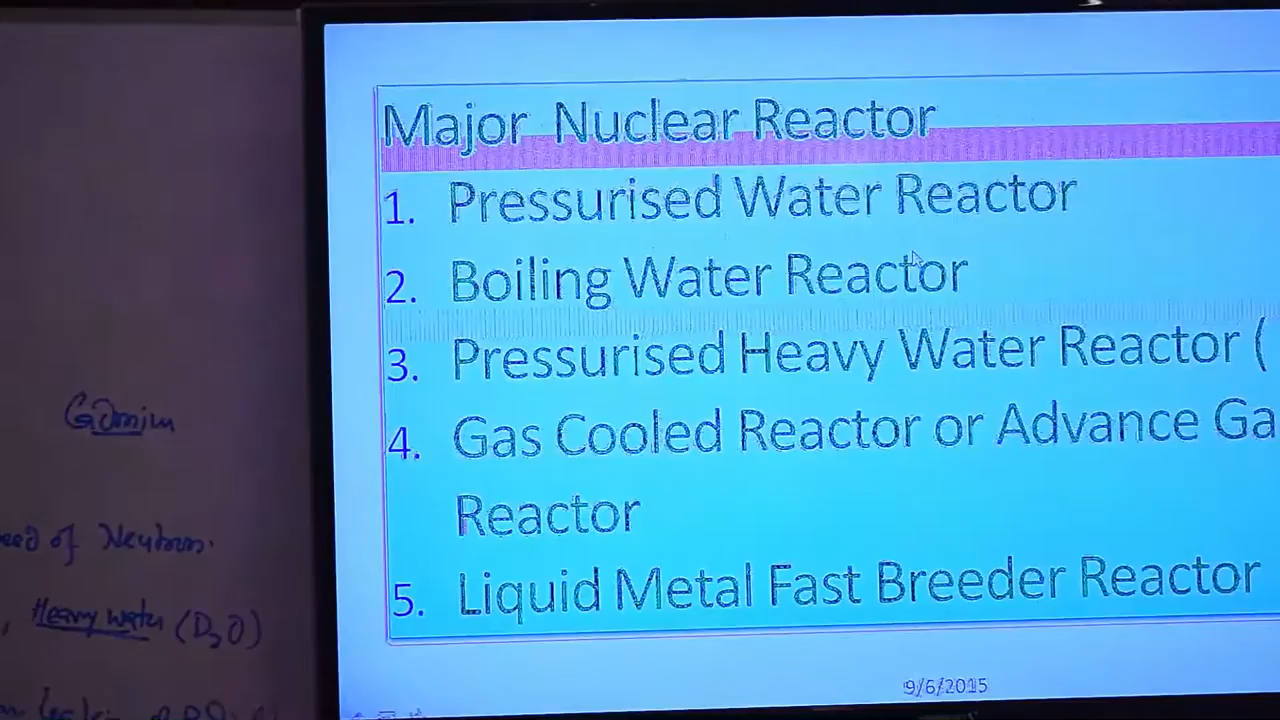 Major Nuclear Reactor
1. Pressurised Water Reactor
2. Boiling Water Reactor
3. Pressurised Heavy Water Reactor (
4. Gas Cooled Reactor or Advance Ga
Reactor
5. Liquid Metal Fast Breeder Reactor
9/6/2015
eed of Neutron.
, Heavy water (D2O)